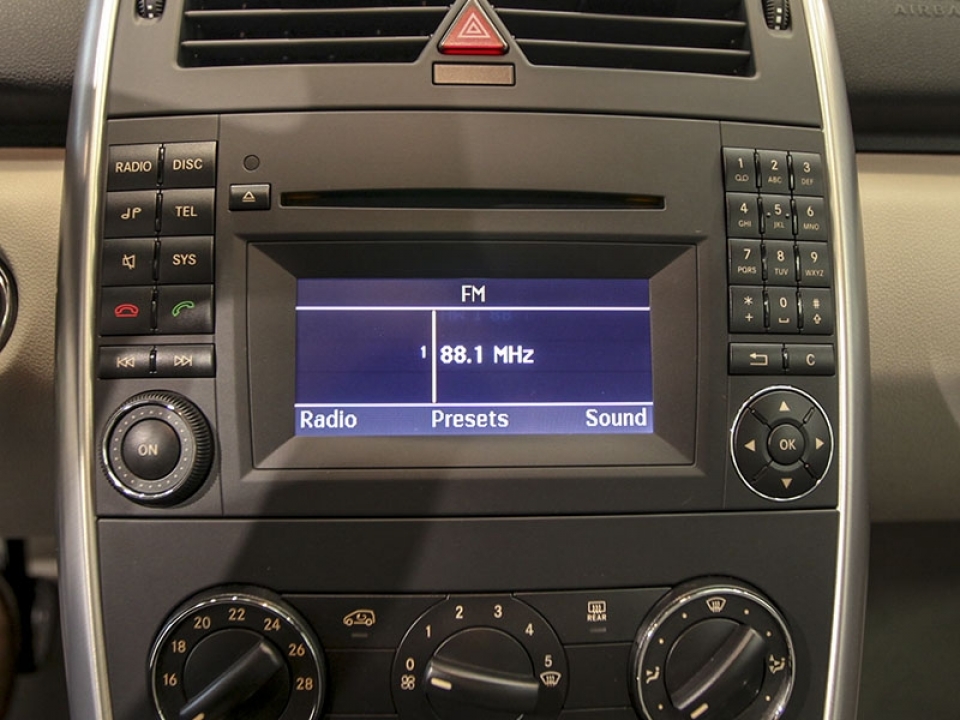 AIRBA
RADIO DISC
TEL
SYS
ON
FM
1 88.1 MHz
Radio Presets Sound
1 2 3
ABC DEF
4 5 6
GHI JKL MNO
7 8 9
PQRS TUV WXYZ
* 0 #
+
C
OK
16 18 20 22 24 26 28
0 1 2 3 4 5
REAR